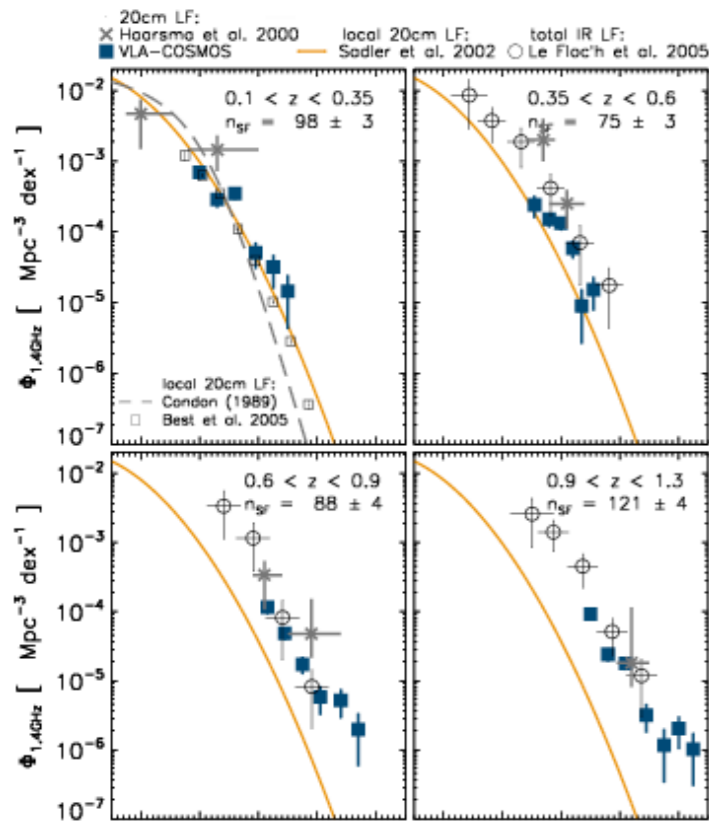 20cm LF: local 20cm LF: total IR LF:
Haarsma et al. 2000
VLA-COSMOS Sadler et al. 2002 Le Floc'h et al. 2005
0.1 < z < 0.35
n_SF = 98 ± 3
0.35 < z < 0.6
n_SF = 75 ± 3
10^-2
10^-3
10^-4
10^-5
10^-6
10^-7
Φ_1.4GHz [ Mpc^-3 dex^-1 ]
local 20cm LF:
Condon (1989)
Best et al. 2005
0.6 < z < 0.9
n_SF = 88 ± 4
0.9 < z < 1.3
n_SF = 121 ± 4
10^-2
10^-3
10^-4
10^-5
10^-6
10^-7
Φ_1.4GHz [ Mpc^-3 dex^-1 ]